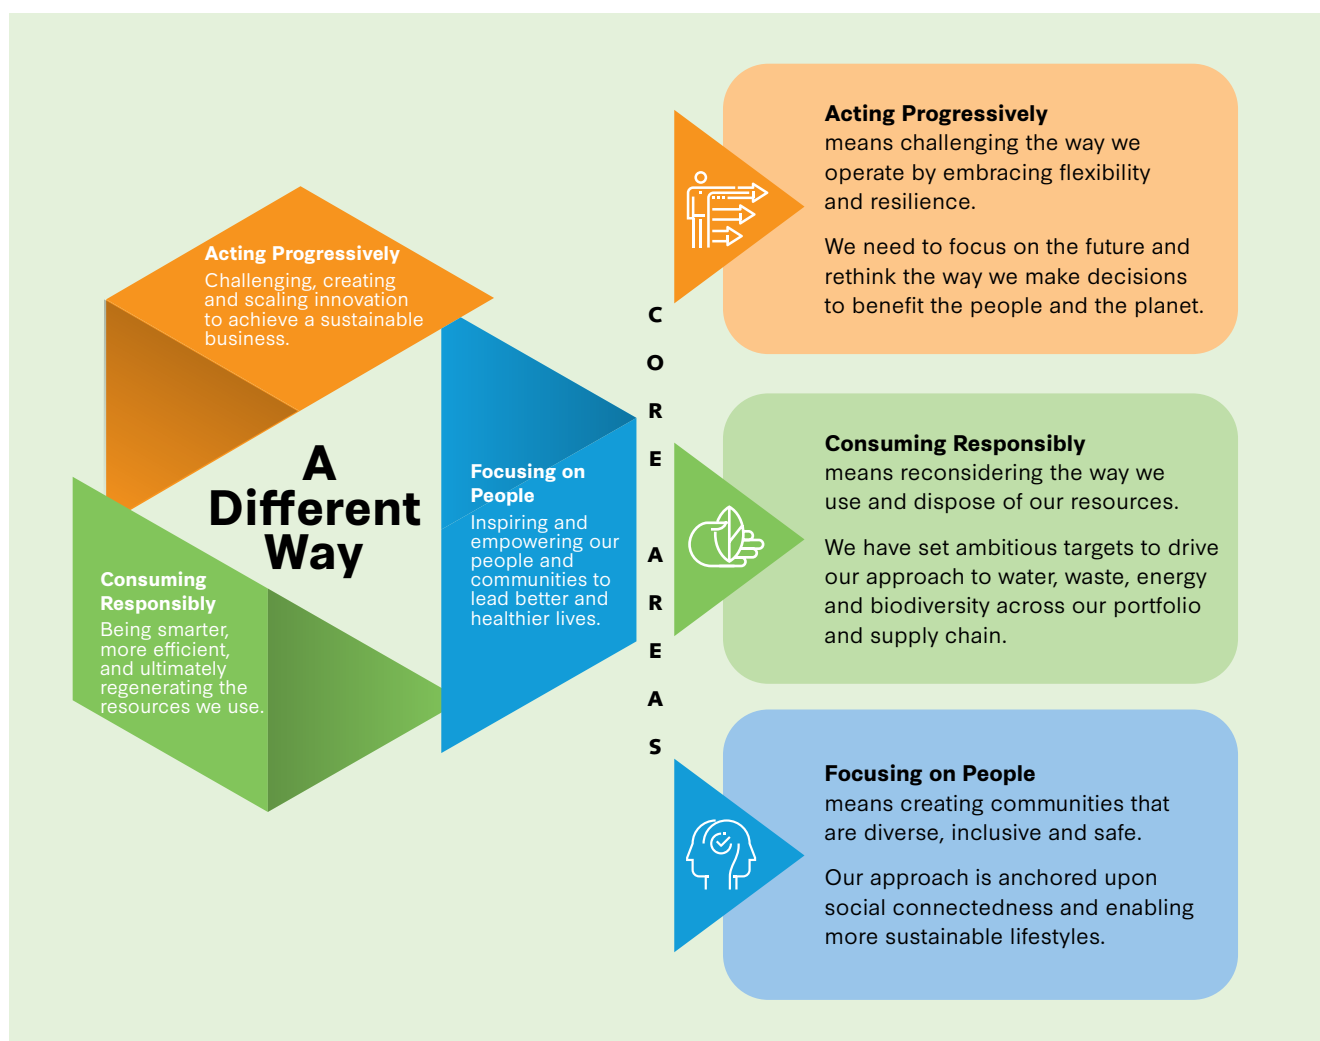 Acting Progressively
Challenging, creating
and scaling innovation
to achieve a sustainable
business.
A
Different
Way
Focusing on
People
Inspiring and
empowering our
people and
communities to
lead better and
healthier lives.
Consuming
Responsibly
Being smarter,
more efficient,
and ultimately
regenerating the
resources we use.
C
O
R
E
A
R
E
A
S
Acting Progressively
means challenging the way we
operate by embracing flexibility
and resilience.
We need to focus on the future and
rethink the way we make decisions
to benefit the people and the planet.
Consuming Responsibly
means reconsidering the way we
use and dispose of our resources.
We have set ambitious targets to drive
our approach to water, waste, energy
and biodiversity across our portfolio
and supply chain.
Focusing on People
means creating communities that
are diverse, inclusive and safe.
Our approach is anchored upon
social connectedness and enabling
more sustainable lifestyles.